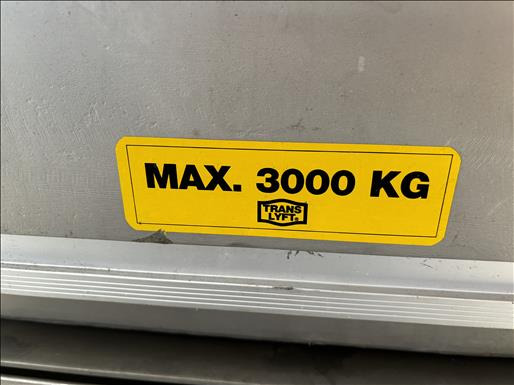 MAX. 3000 KG
TRANS
LYFT®